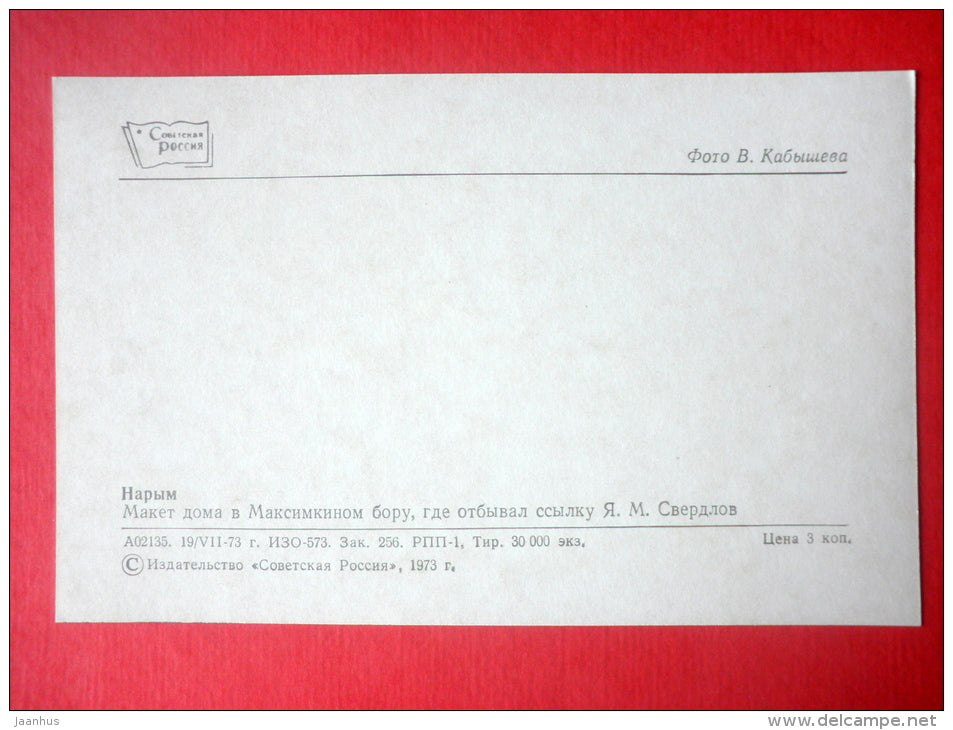 Советская
Россия
Фото В. Кабышева
Нарым
Макет дома в Максимкином бору, где отбывал ссылку Я. М. Свердлов
А02135. 19/VII-73 г. ИЗО-573. Зак. 256. РПП-1, Тир. 30 000 экз.
Цена 3 коп.
© Издательство «Советская Россия», 1973 г.
Jaanhus
www.delcampe.net